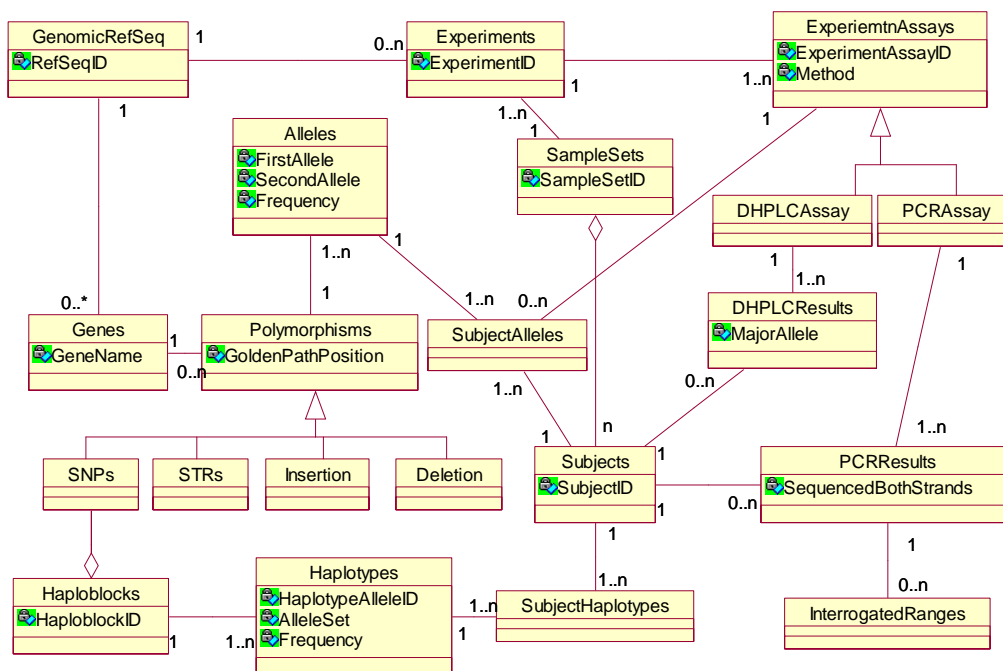 GenomicRefSeq
RefSeqID
1
0..n
Experiments
ExperimentID
1
1..n
ExperiemtnAssays
ExperimentAssayID
Method
1
1
1..n
1
SampleSets
SampleSetID
Alleles
FirstAllele
SecondAllele
Frequency
1..n
1
1
1..n
DHPLCAssay
1
PCRAssay
1
1..n
DHPLCResults
MajorAllele
0..n
0..*
Genes
GeneName
1
0..n
Polymorphisms
GoldenPathPosition
SubjectAlleles
0..n
1..n
1
n
1
SNPs
STRs
Insertion
Deletion
Subjects
SubjectID
1
0..n
1..n
PCRResults
SequencedBothStrands
1
0..n
1
1..n
Haploblocks
HaploblockID
1
1..n
Haplotypes
HaplotypeAlleleID
AlleleSet
Frequency
1
1..n
SubjectHaplotypes
InterrogatedRanges